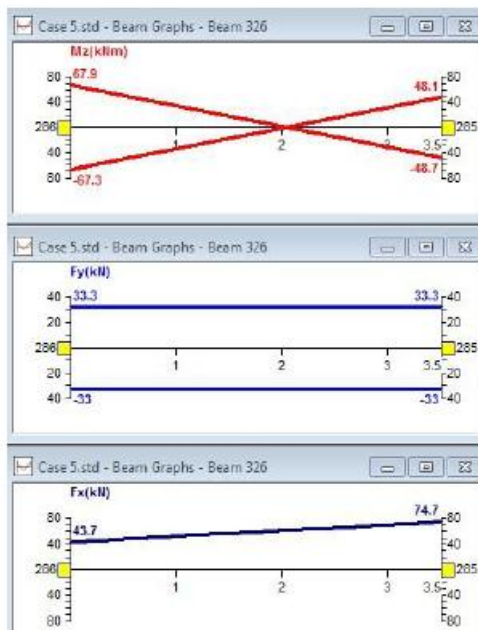 Case 5.std - Beam Graphs - Beam 326
Mz(kNm)
80 67.9 80
40 48.1 40
286 1 2 3 3.5 285
40 40
80 -67.3 -48.7 80
Case 5.std - Beam Graphs - Beam 326
Fy(kN)
40 33.3 33.3 40
20 20
286 1 2 3 3.5 285
20 20
40 -33 -33 40
Case 5.std - Beam Graphs - Beam 326
Fx(kN)
80 74.7 80
40 43.7 40
286 1 2 3 3.5 285
40 40
80 80